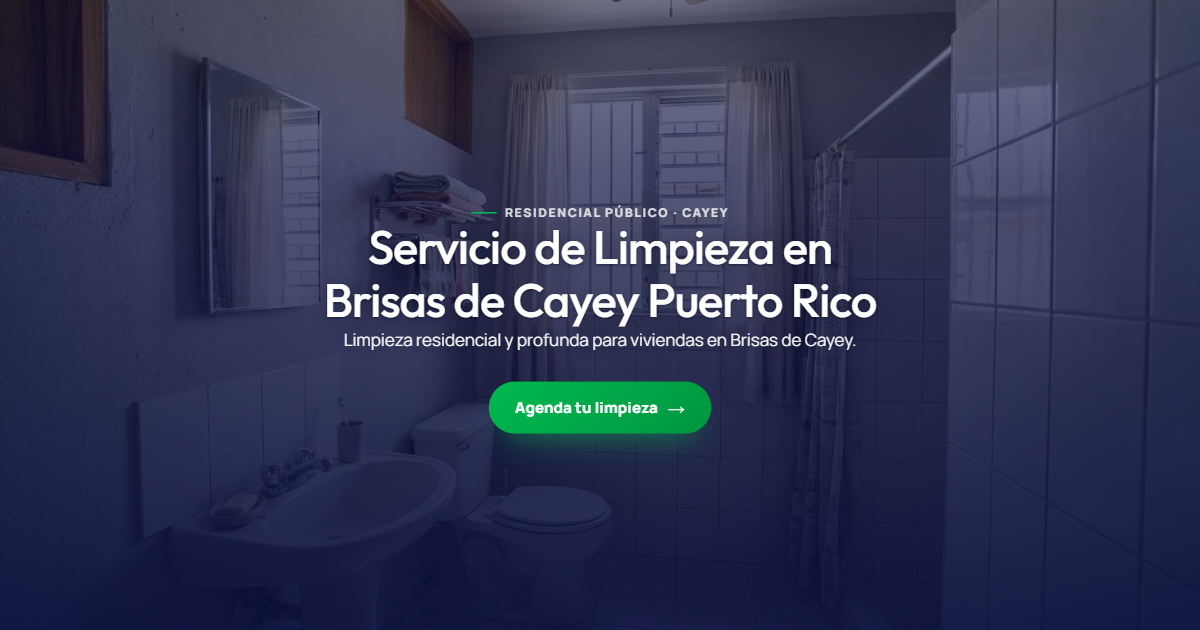 RESIDENCIAL PÚBLICO · CAYEY
Servicio de Limpieza en
Brisas de Cayey Puerto Rico
Limpieza residencial y profunda para viviendas en Brisas de Cayey.
Agenda tu limpieza →